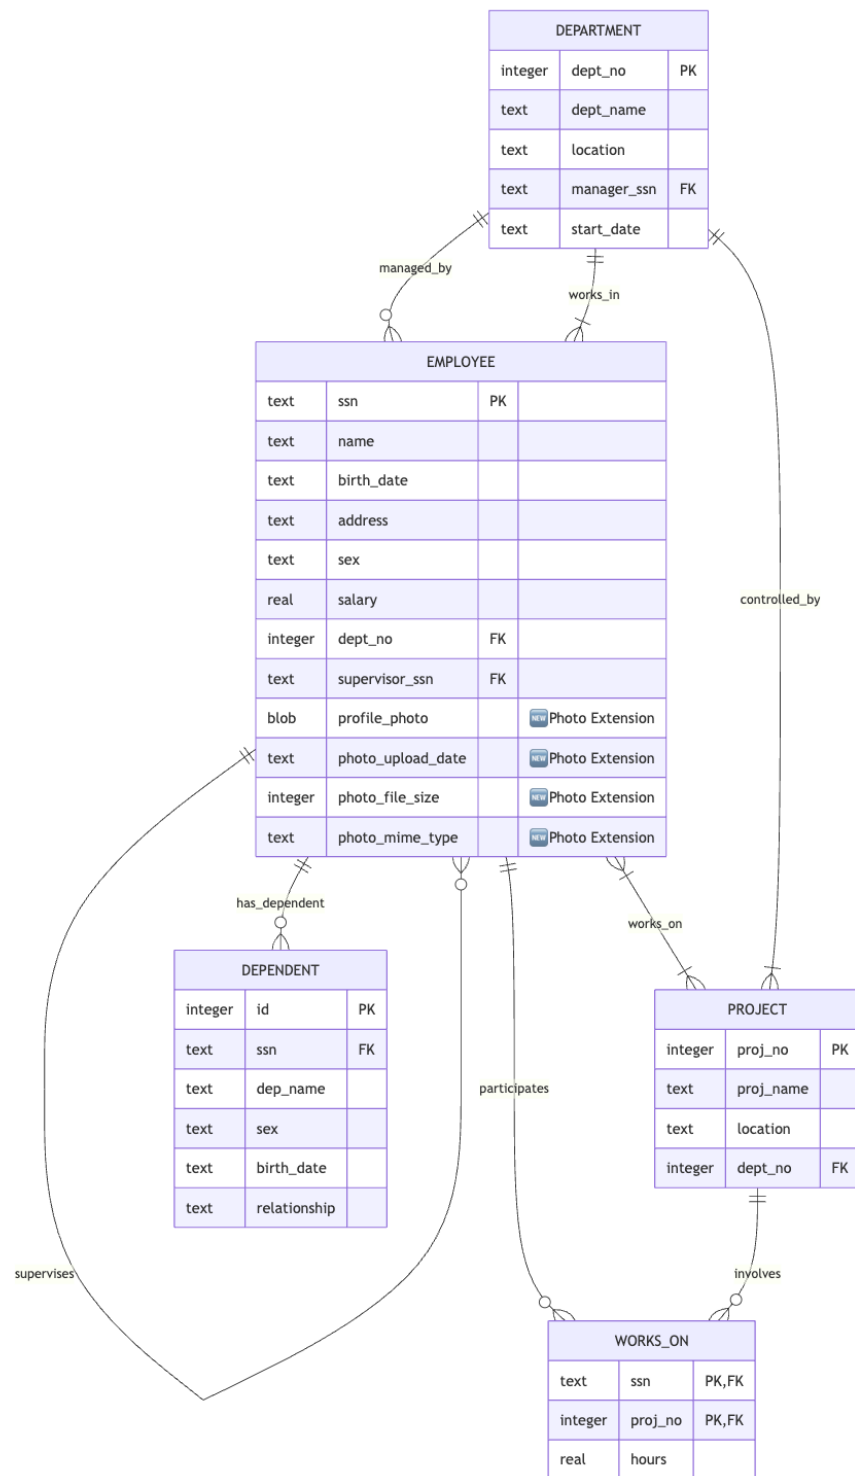 DEPARTMENT
integer dept_no PK
text dept_name
text location
text manager_ssn FK
text start_date
managed_by
works_in
EMPLOYEE
text ssn PK
text name
text birth_date
text address
text sex
real salary
integer dept_no FK
text supervisor_ssn FK
blob profile_photo 🆕Photo Extension
text photo_upload_date 🆕Photo Extension
integer photo_file_size 🆕Photo Extension
text photo_mime_type 🆕Photo Extension
controlled_by
has_dependent
works_on
DEPENDENT
integer id PK
text ssn FK
text dep_name
text sex
text birth_date
text relationship
PROJECT
integer proj_no PK
text proj_name
text location
integer dept_no FK
participates
supervises
involves
WORKS_ON
text ssn PK,FK
integer proj_no PK,FK
real hours